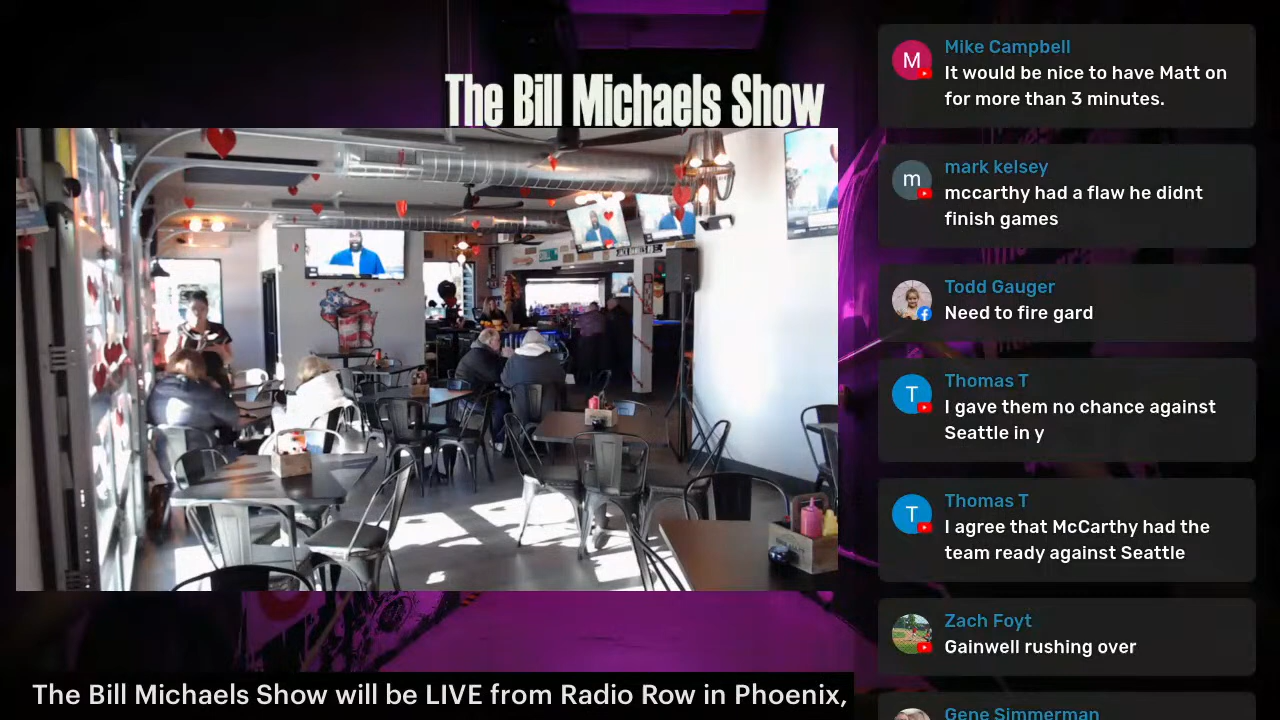 The Bill Michaels Show
M
Mike Campbell
It would be nice to have Matt on
for more than 3 minutes.
m
mark kelsey
mccarthy had a flaw he didnt
finish games
Todd Gauger
Need to fire gard
T
Thomas T
I gave them no chance against
Seattle in y
T
Thomas T
I agree that McCarthy had the
team ready against Seattle
Zach Foyt
Gainwell rushing over
Gene Simmerman
The Bill Michaels Show will be LIVE from Radio Row in Phoenix,